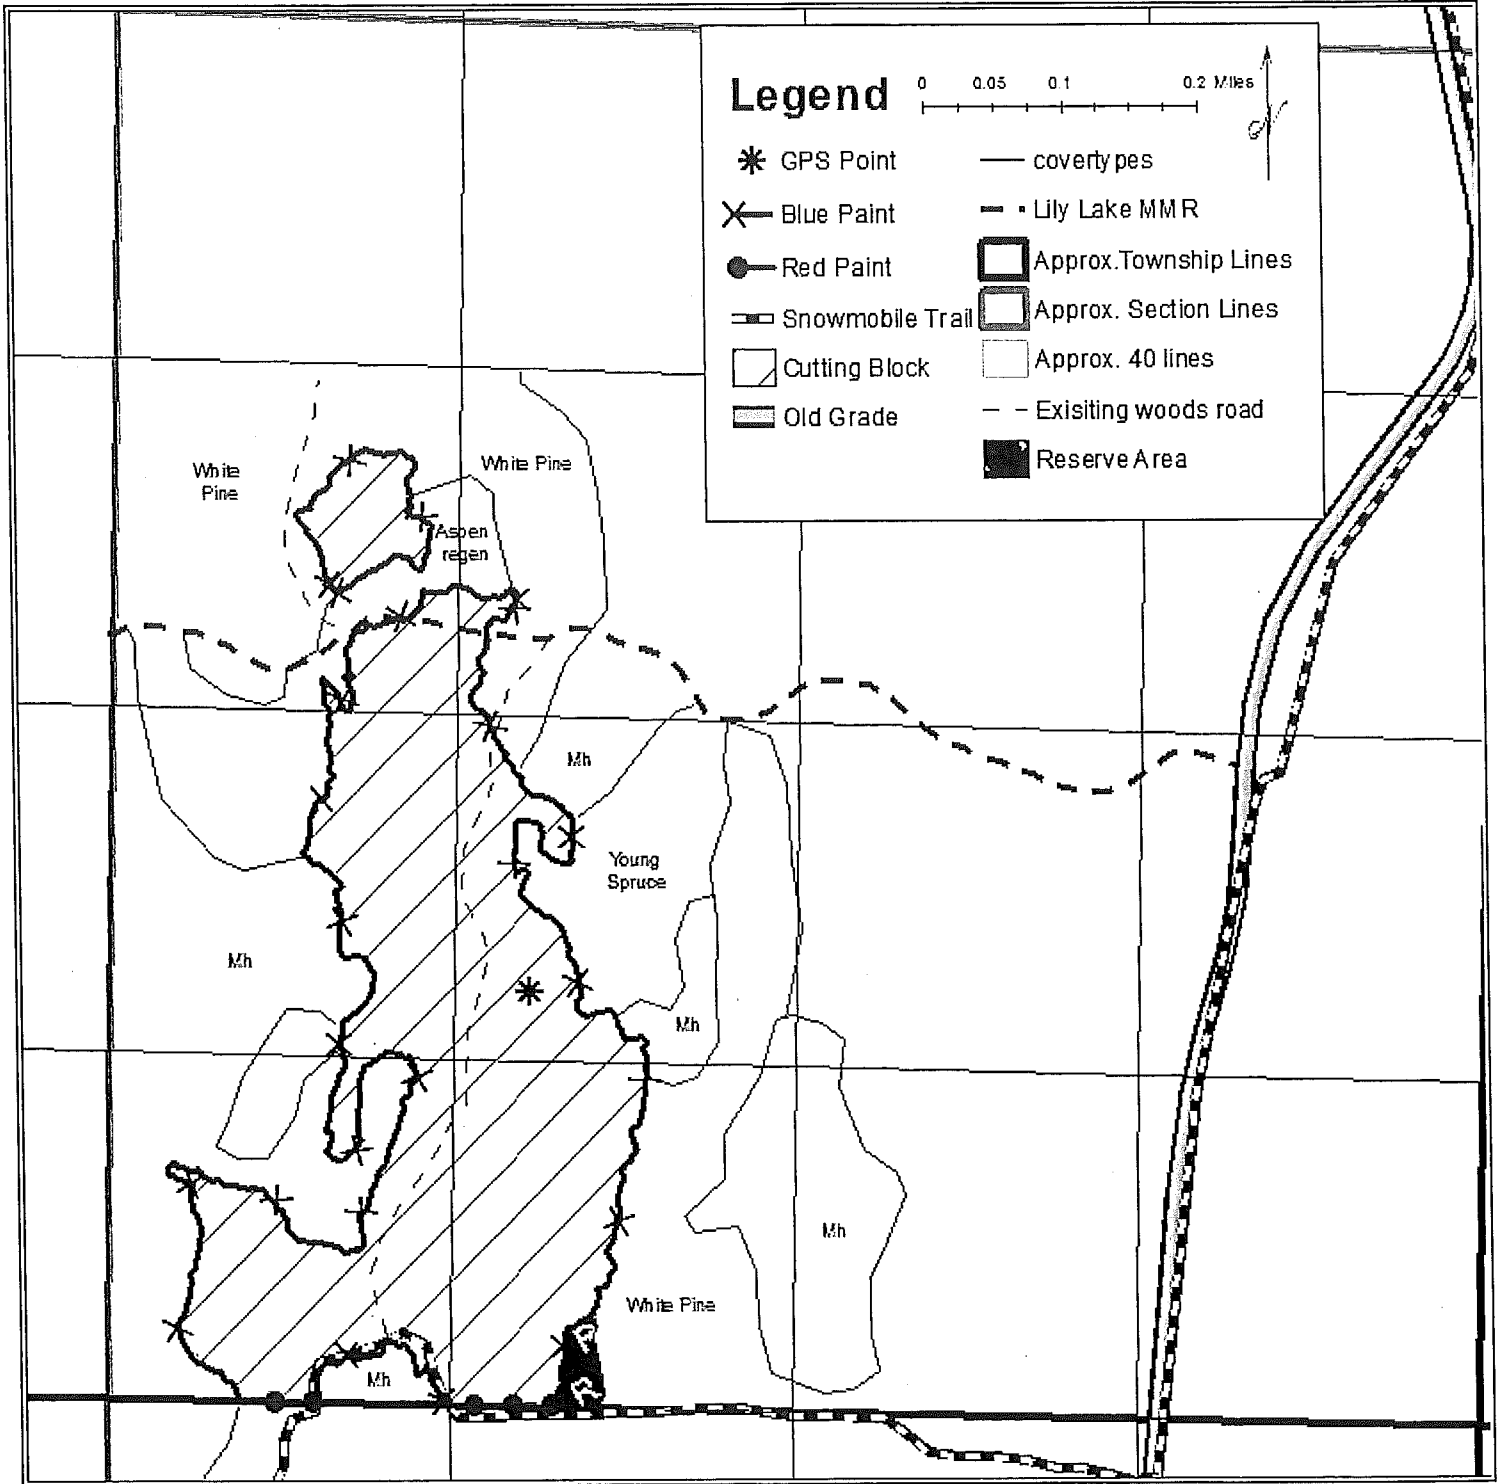 Legend
0 0.05 0.1 0.2 Miles
N
GPS Point
covertypes
Blue Paint
Lily Lake MMR
Red Paint
Approx.Township Lines
Snowmobile Trail
Approx. Section Lines
Cutting Block
Approx. 40 lines
Old Grade
Exisiting woods road
Reserve Area
White
Pine
White Pine
Aspen
regen
Mh
Young
Spruce
Mh
Mh
Mh
White Pine
Mh